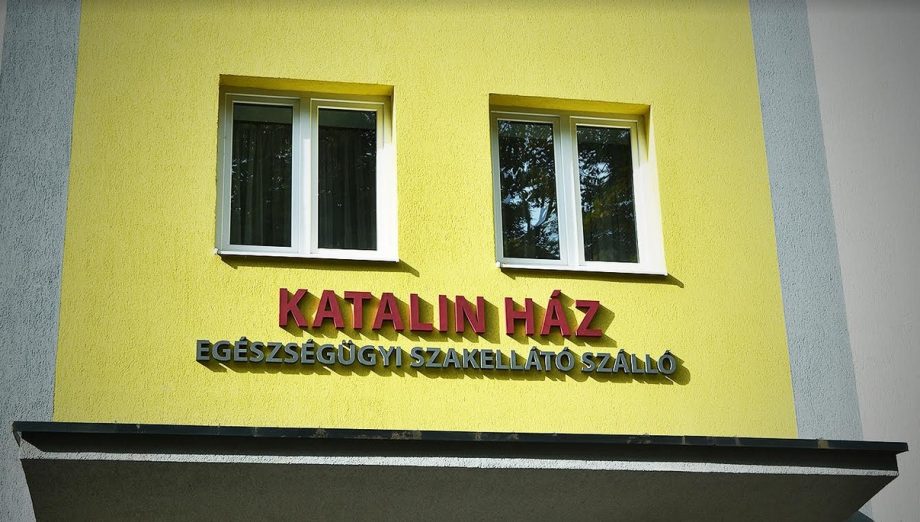 KATALIN HÁZ
EGÉSZSÉGÜGYI SZAKELLÁTÓ SZÁLLÓ